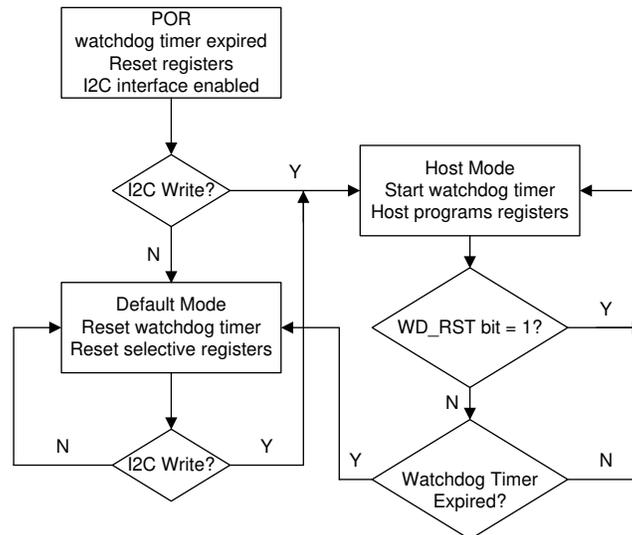 POR
watchdog timer expired
Reset registers
I2C interface enabled
I2C Write?
Y
N
Host Mode
Start watchdog timer
Host programs registers
Default Mode
Reset watchdog timer
Reset selective registers
WD_RST bit = 1?
Y
N
I2C Write?
N
Y
Watchdog Timer
Expired?
Y
N